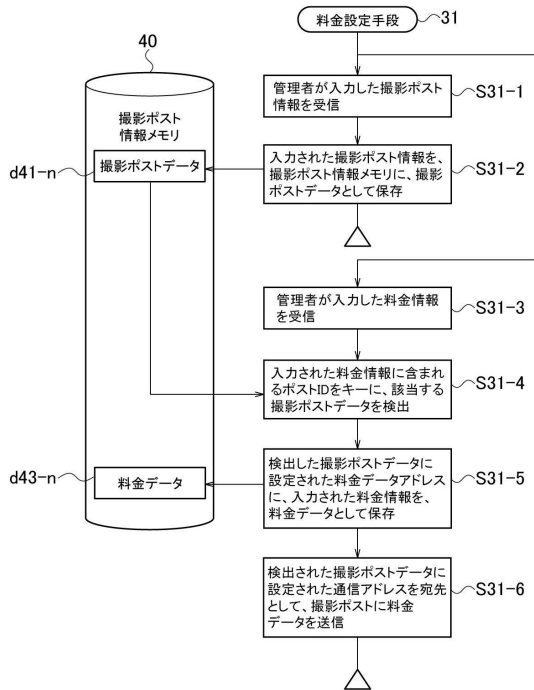 料金設定手段
31
40
撮影ポスト
情報メモリ
d41-n
撮影ポストデータ
管理者が入力した撮影ポスト
情報を受信
S31-1
入力された撮影ポスト情報を、
撮影ポスト情報メモリに、撮影
ポストデータとして保存
S31-2
管理者が入力した料金情報
を受信
S31-3
入力された料金情報に含まれ
るポストIDをキーに、該当する
撮影ポストデータを検出
S31-4
d43-n
料金データ
検出した撮影ポストデータに
設定された料金データアドレス
に、入力された料金情報を、
料金データとして保存
S31-5
検出された撮影ポストデータに
設定された通信アドレスを宛先
として、撮影ポストに料金
データを送信
S31-6